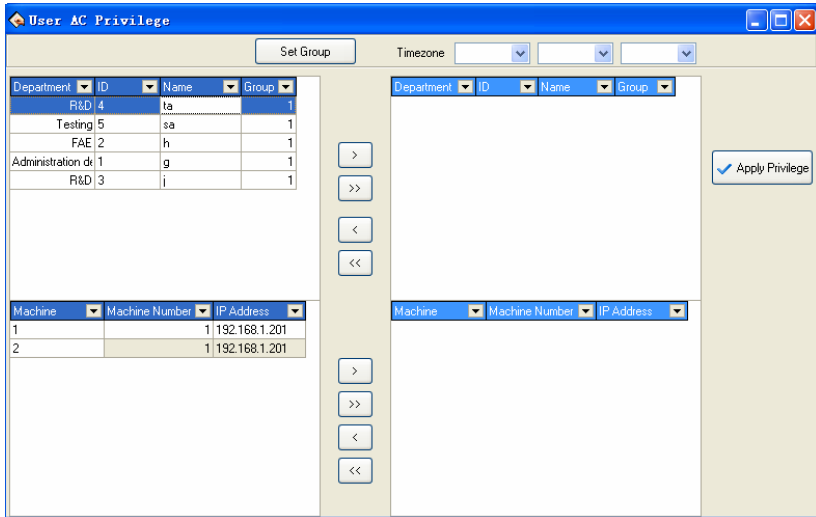 User AC Privilege
Set Group Timezone
Department ID Name Group Department ID Name Group
R&D 4 ta 1
Testing 5 sa 1
FAE 2 h 1
Administration de 1 g 1
R&D 3 j 1
>
>>
<
<<
Apply Privilege
Machine Machine Number IP Address Machine Machine Number IP Address
1 1 192.168.1.201
2 1 192.168.1.201
>
>>
<
<<